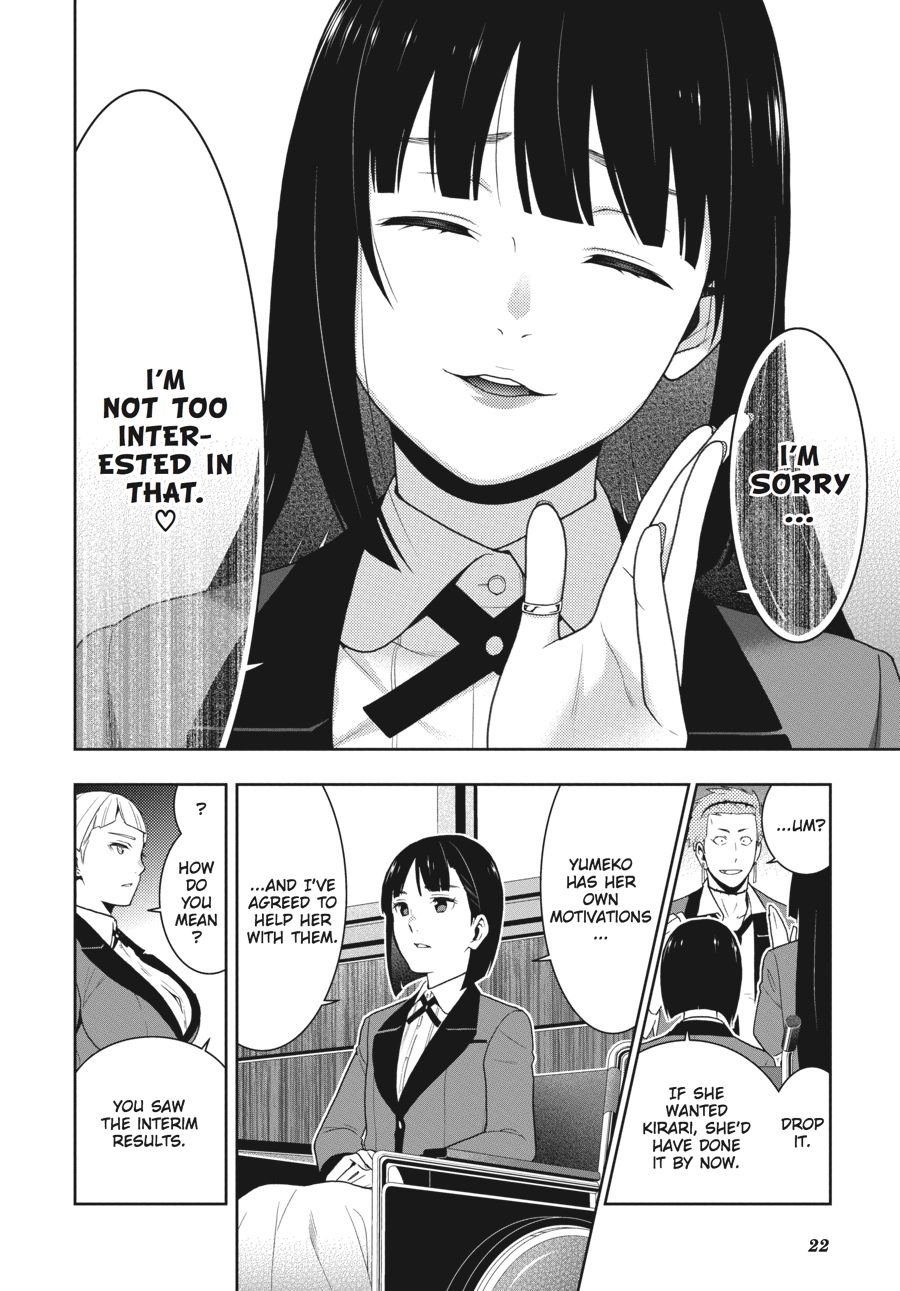 I'M
SORRY
...
I'M
NOT TOO
INTER-
ESTED IN
THAT.
♡
...UM?
DROP
IT.
IF SHE
WANTED
KIRARI, SHE'D
HAVE DONE
IT BY NOW.
YUMEKO
HAS HER
OWN
MOTIVATIONS
...
...AND I'VE
AGREED TO
HELP HER
WITH THEM.
?
HOW
DO
YOU
MEAN
?
YOU SAW
THE INTERIM
RESULTS.
22